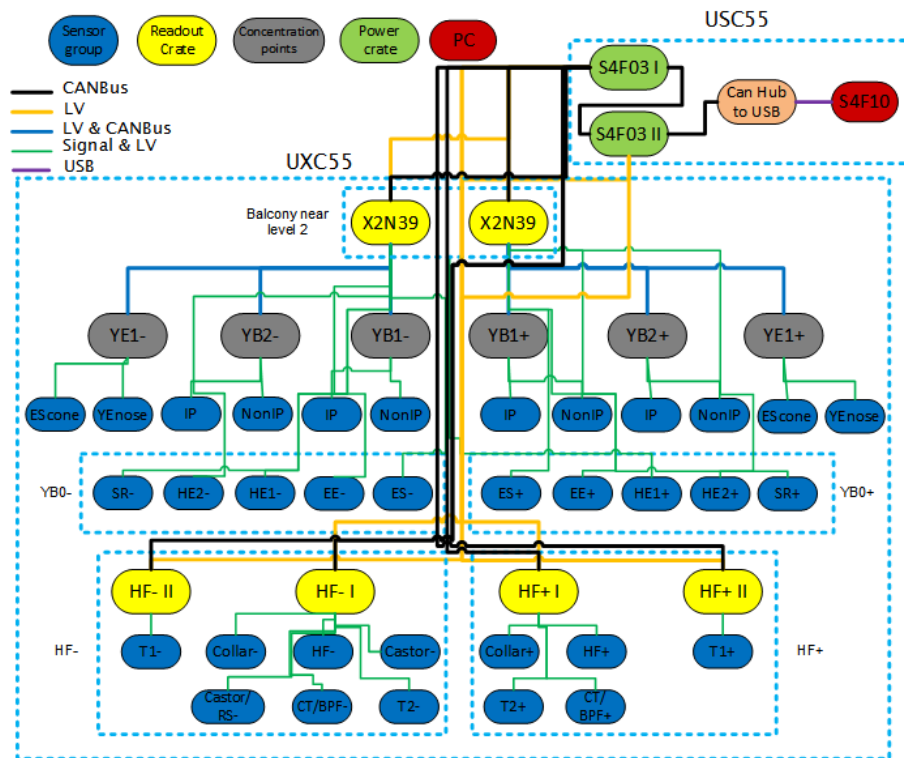 USC55
Sensor
group
Readout
Crate
Concentration
points
Power
crate
PC
CANBus
LV
LV & CANBus
Signal & LV
USB
S4F03 I
S4F03 II
Can Hub
to USB
S4F10
UXC55
Balcony near
level 2
X2N39
X2N39
YE1-
YB2-
YB1-
YB1+
YB2+
YE1+
EScone
YEnose
IP
NonIP
IP
NonIP
IP
NonIP
IP
NonIP
EScone
YEnose
YB0-
SR-
HE2-
HE1-
EE-
ES-
ES+
EE+
HE1+
HE2+
SR+
YB0+
HF- II
HF- I
HF+ I
HF+ II
HF-
T1-
Collar-
HF-
Castor-
Collar+
HF+
T1+
HF+
Castor/
RS-
CT/BPF-
T2-
T2+
CT/
BPF+